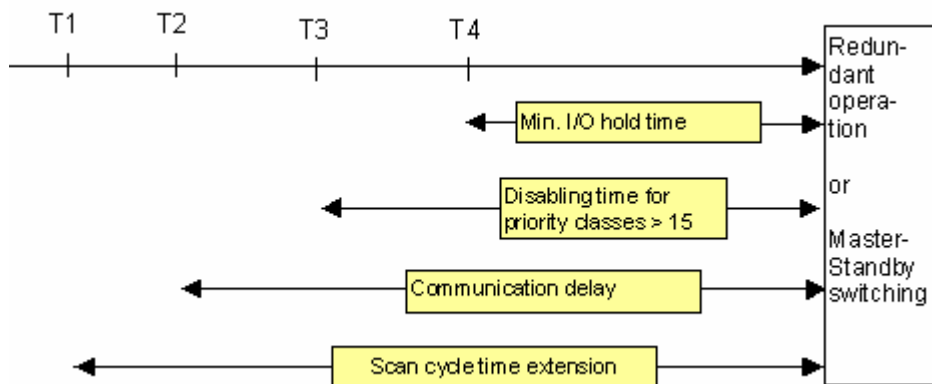 T1 T2 T3 T4
Min. I/O hold time
Disabling time for
priority classes > 15
Communication delay
Scan cycle time extension
Redun-
dant
opera-
tion
or
Master-
Standby
switching